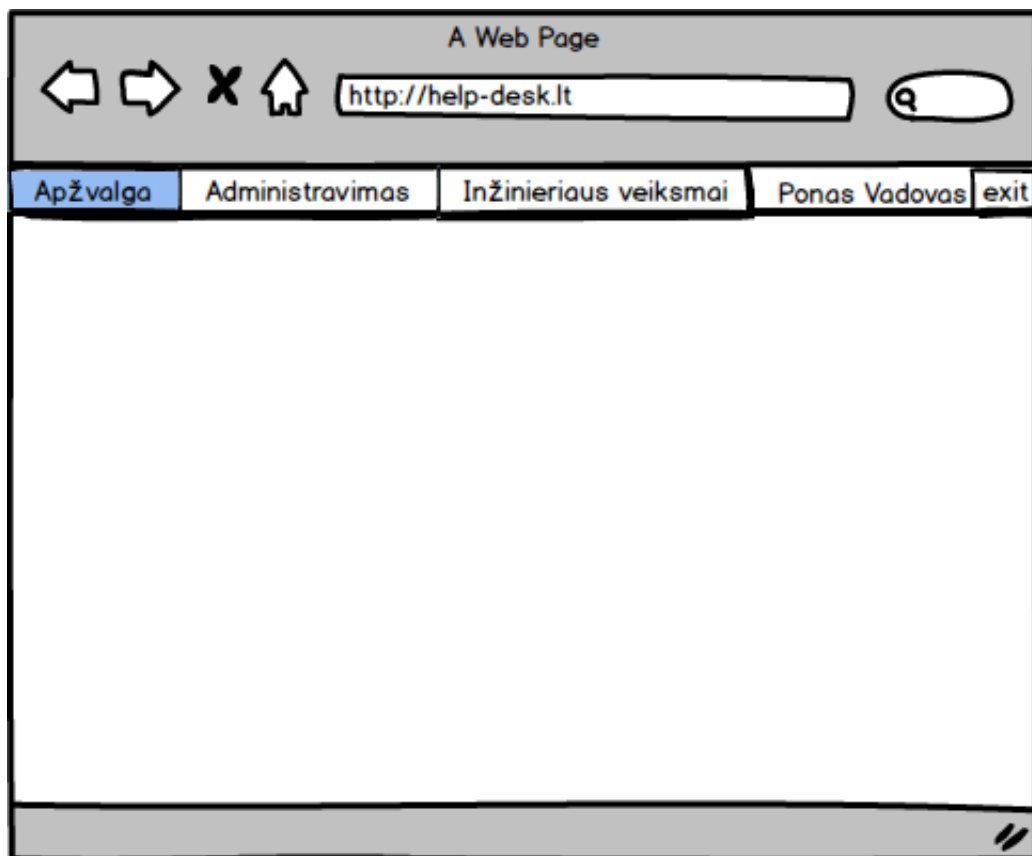 A Web Page
http://help-desk.lt
Apžvalga Administravimas Inžinieriaus veiksmai Ponas Vadovas exit